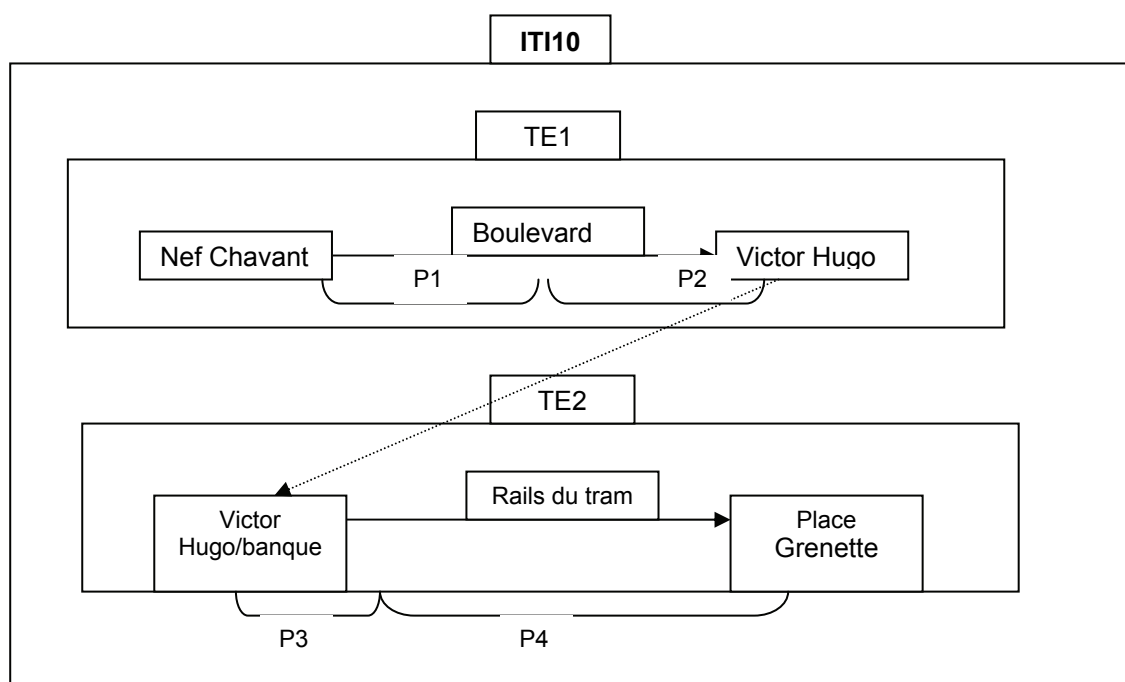 ITI10
TE1
Boulevard
Nef Chavant
Victor Hugo
P1
P2
TE2
Rails du tram
Victor
Hugo/banque
Place
Grenette
P3
P4